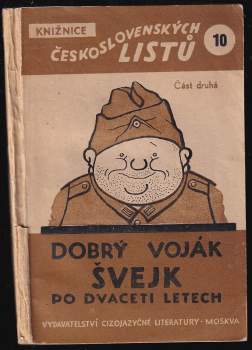 KNIŽNICE
ČESKOSLOVENSKÝCH
LISTŮ
10
Část druhá
DOBRÝ VOJÁK
ŠVEJK
PO DVACETI LETECH
VYDAVATELSTVÍ CIZOJAZYČNÉ LITERATURY - MOSKVA